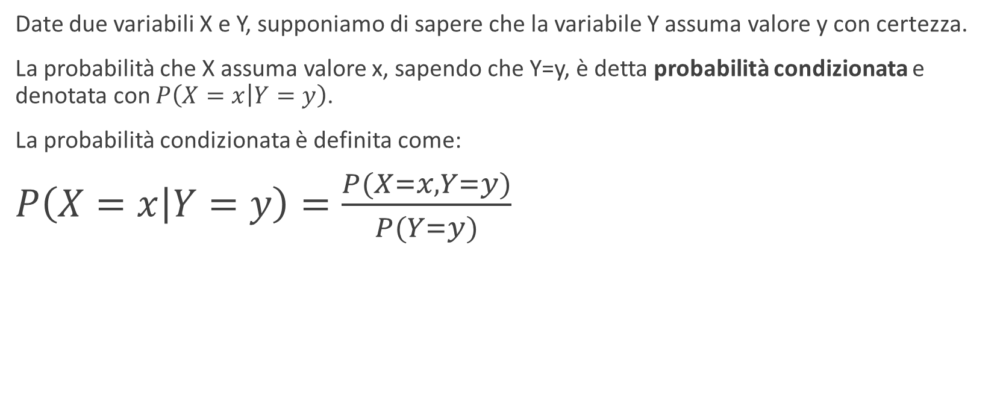 Date due variabili X e Y, supponiamo di sapere che la variabile Y assuma valore y con certezza.
La probabilità che X assuma valore x, sapendo che Y=y, è detta probabilità condizionata e
denotata con P(X = x|Y = y).
La probabilità condizionata è definita come:
P(X = x|Y = y) = P(X=x,Y=y) / P(Y=y)